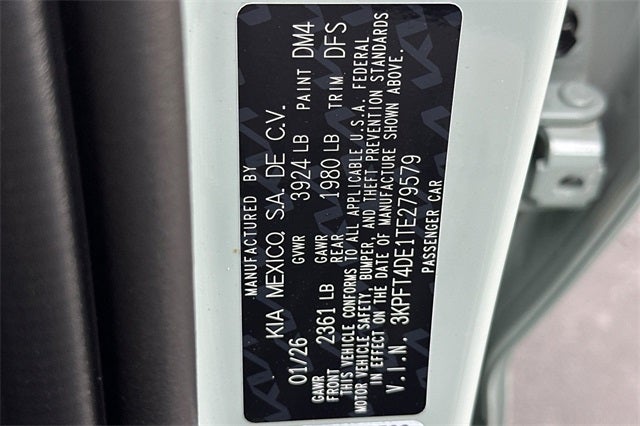 MANUFACTURED BY
KIA MEXICO, S.A. DE C.V.
01/26 GVWR 3924 LB PAINT DM4
GAWR FRONT 2361 LB GAWR REAR 1980 LB TRIM DFS
THIS VEHICLE CONFORMS TO ALL APPLICABLE U.S.A. FEDERAL
MOTOR VEHICLE SAFETY, BUMPER, AND THEFT PREVENTION STANDARDS
IN EFFECT ON THE DATE OF MANUFACTURE SHOWN ABOVE.
V.I.N. 3KPFT4DE1TE279579
PASSENGER CAR